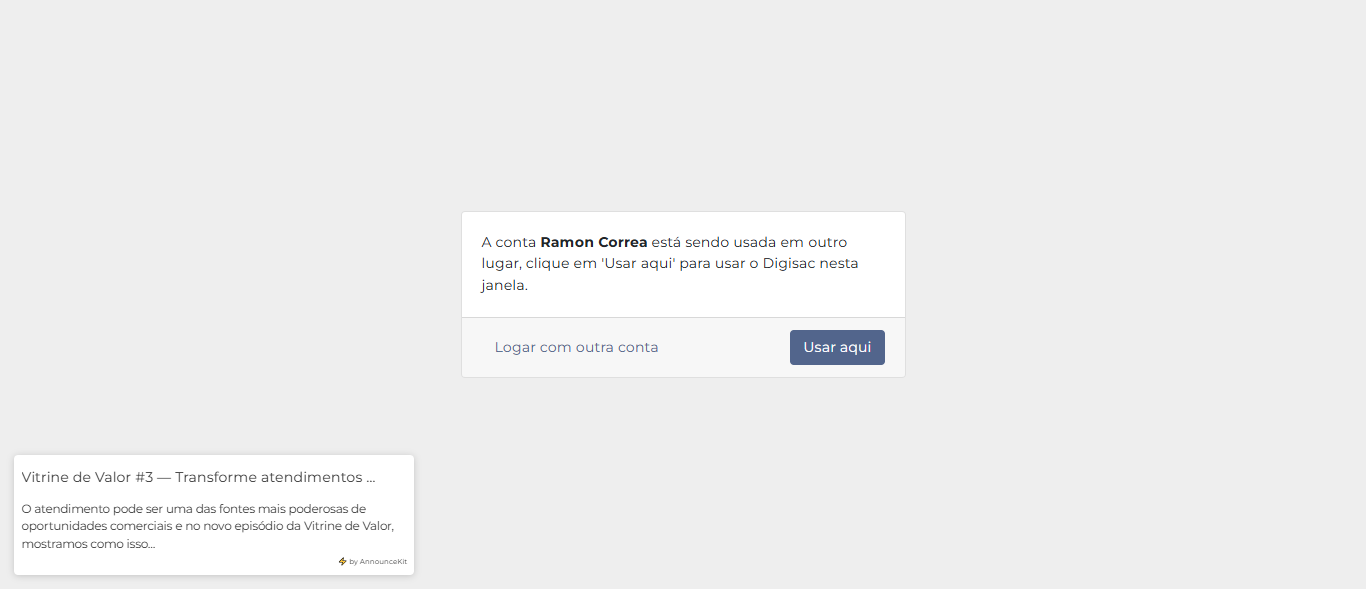 A conta Ramon Correa está sendo usada em outro
lugar, clique em 'Usar aqui' para usar o Digisac nesta
janela.
Logar com outra conta
Usar aqui
Vitrine de Valor #3 — Transforme atendimentos ...
O atendimento pode ser uma das fontes mais poderosas de
oportunidades comerciais e no novo episódio da Vitrine de Valor,
mostramos como isso...
by AnnounceKit